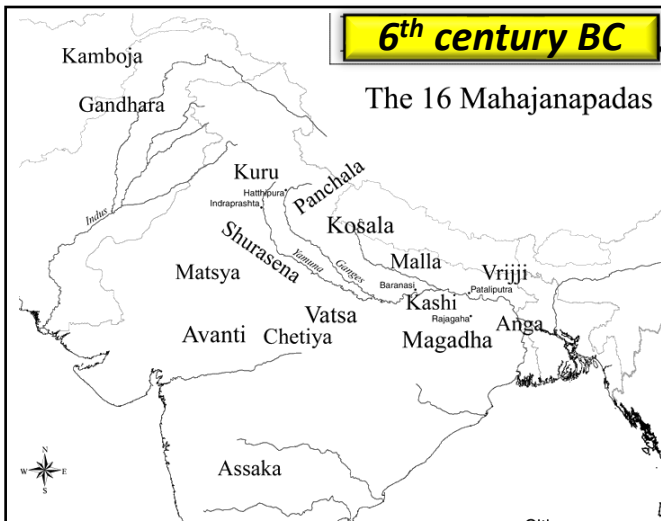 6th century BC
The 16 Mahajanapadas
Kamboja
Gandhara
Kuru
Hatthipura
Indraprashta
Panchala
Indus
Kosala
Shurasena
Yamuna
Ganges
Malla
Vrijji
Matsya
Baranasi
Pataliputra
Kashi
Rajagaha
Vatsa
Anga
Avanti
Chetiya
Magadha
N
W
E
S
Assaka